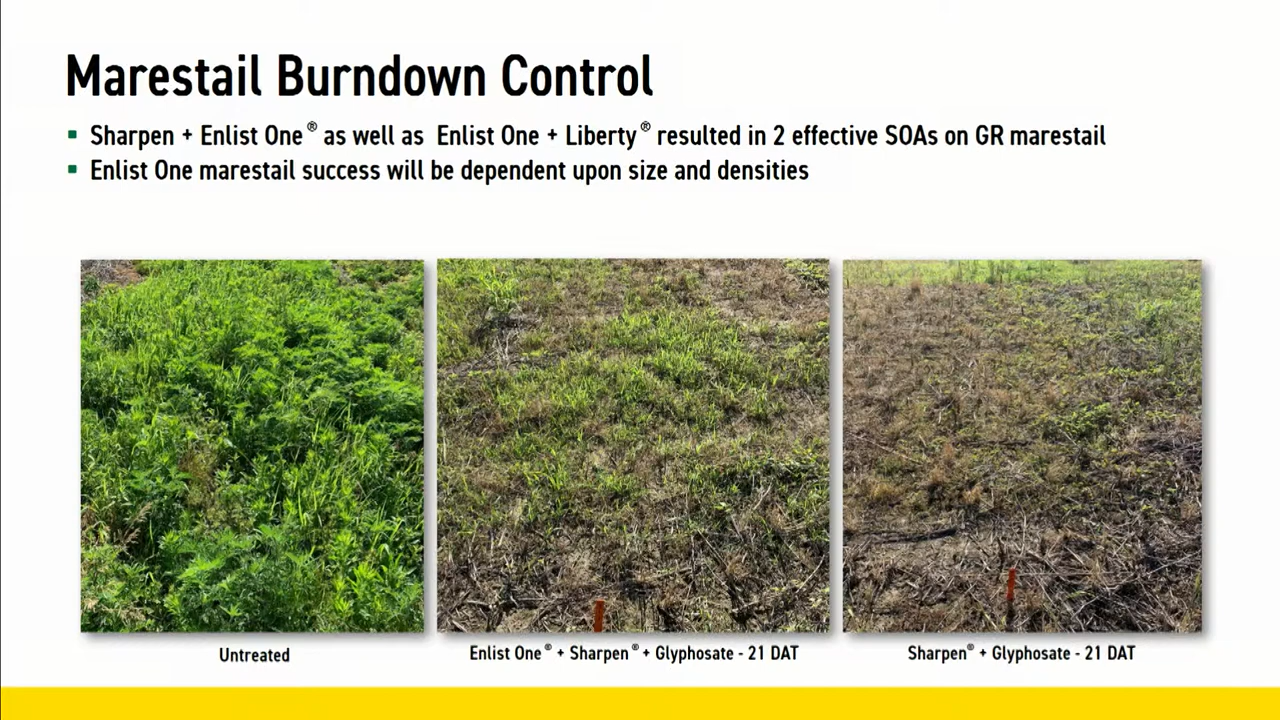 Marestail Burndown Control
▪ Sharpen + Enlist One® as well as Enlist One + Liberty® resulted in 2 effective SOAs on GR marestail
▪ Enlist One marestail success will be dependent upon size and densities
Untreated
Enlist One® + Sharpen® + Glyphosate - 21 DAT
Sharpen® + Glyphosate - 21 DAT